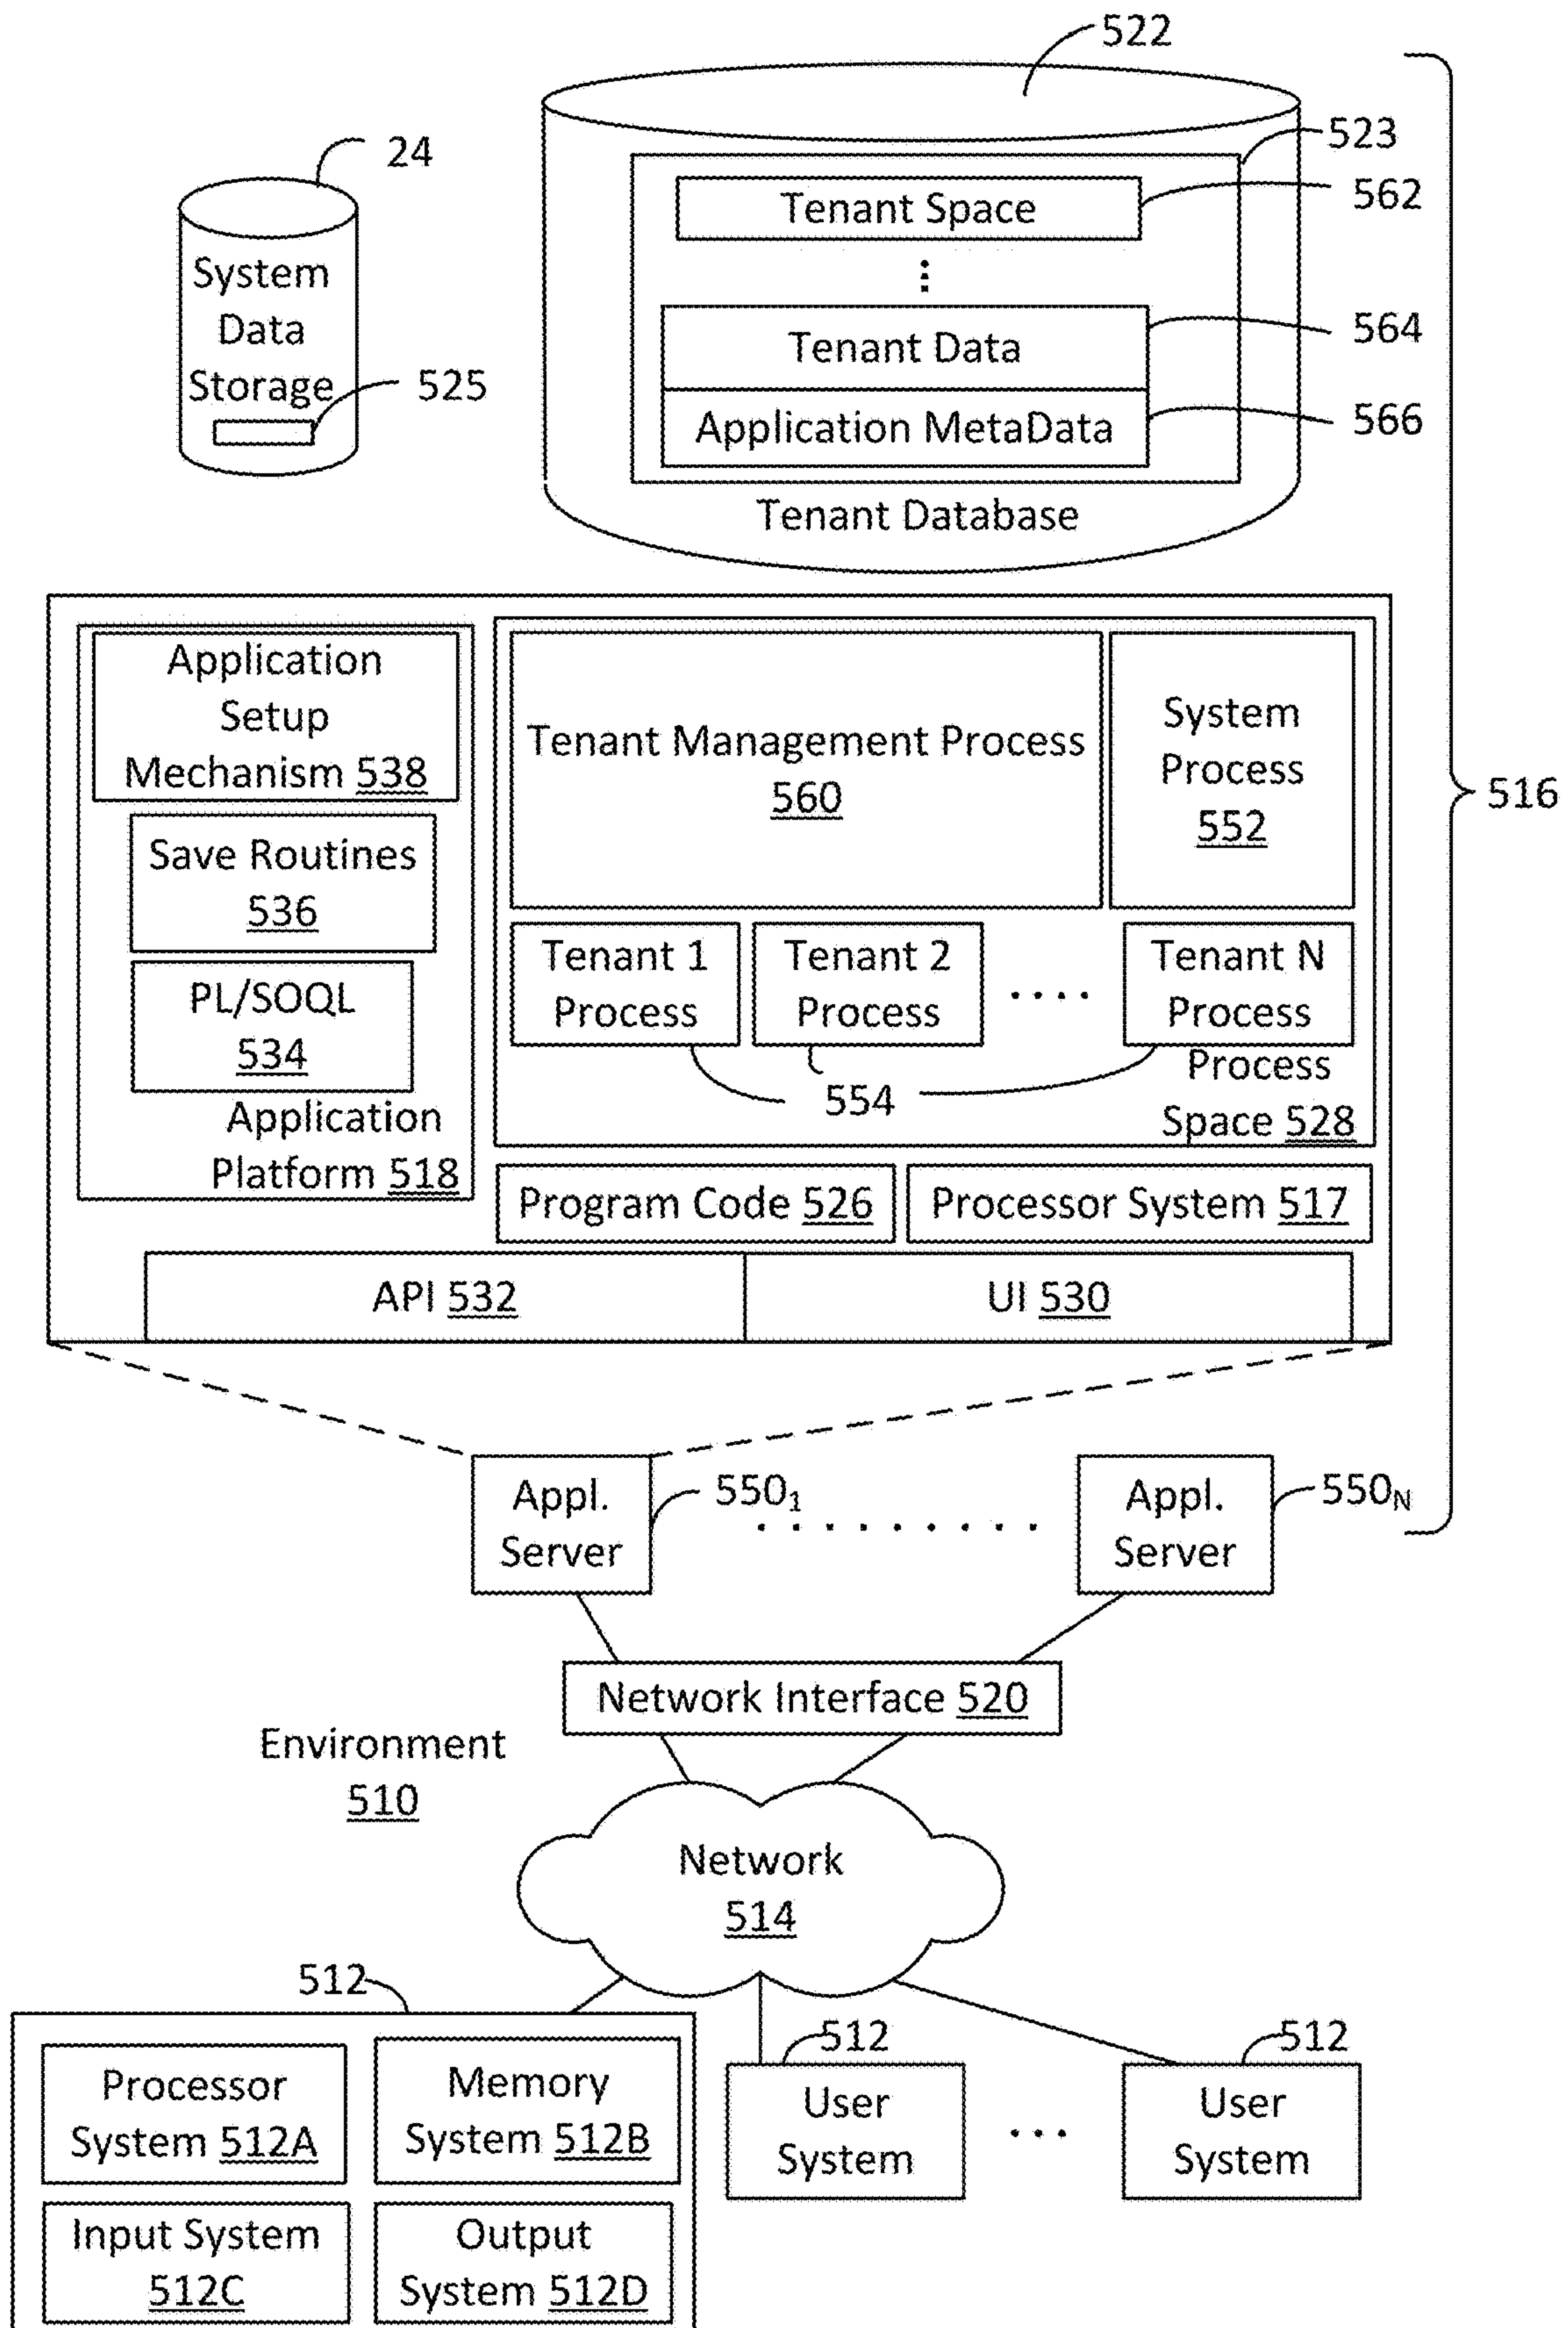 522
523
24
562
Tenant Space
System
Data
Storage
564
Tenant Data
525
566
Application MetaData
Tenant Database
Application
Setup
Mechanism 538
Tenant Management Process
560
System
Process
552
516
Save Routines
536
Tenant 1
Process
Tenant 2
Process
. . . .
Tenant N
Process
PL/SOQL
534
554
Process
Space 528
Application
Platform 518
Program Code 526
Processor System 517
API 532
UI 530
Appl.
Server
550₁
. . . . . . . . .
Appl.
Server
550ₙ
Network Interface 520
Environment
510
Network
514
512
512
512
Processor
System 512A
Memory
System 512B
User
System
. . .
User
System
Input System
512C
Output
System 512D